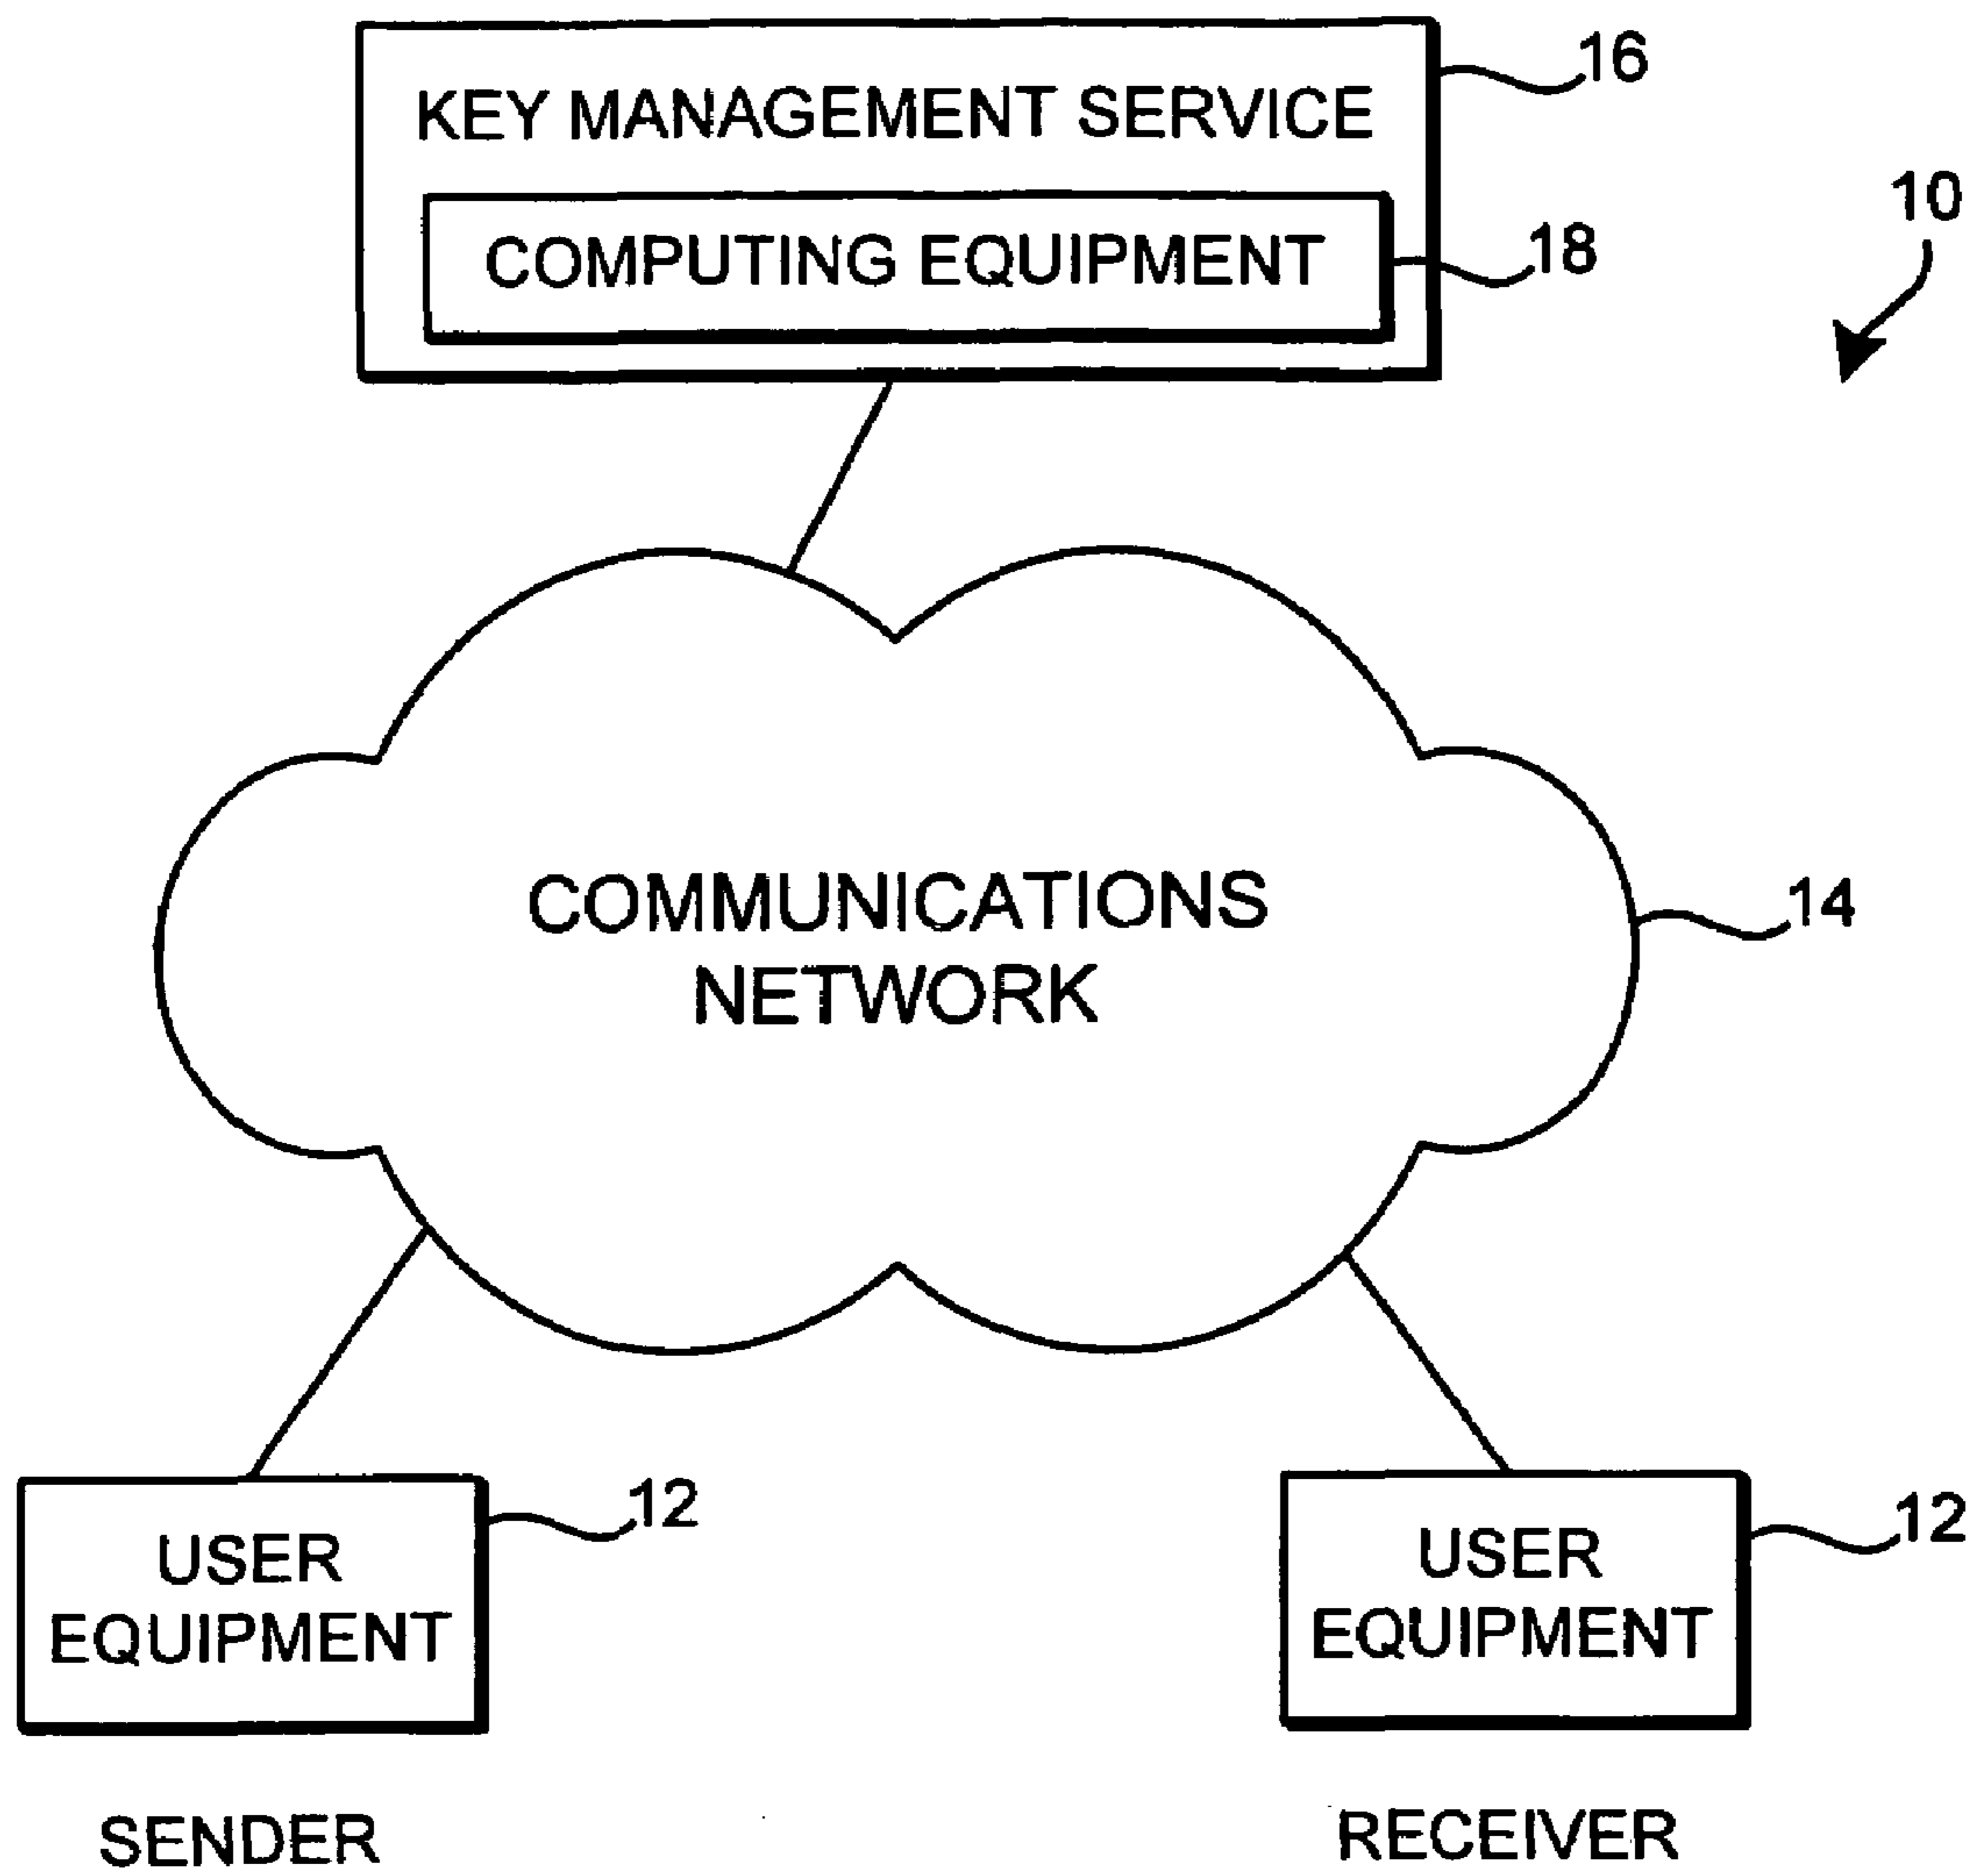 16
KEY MANAGEMENT SERVICE
10
COMPUTING EQUIPMENT
18
COMMUNICATIONS
NETWORK
14
USER
EQUIPMENT
12
USER
EQUIPMENT
12
SENDER
RECEIVER